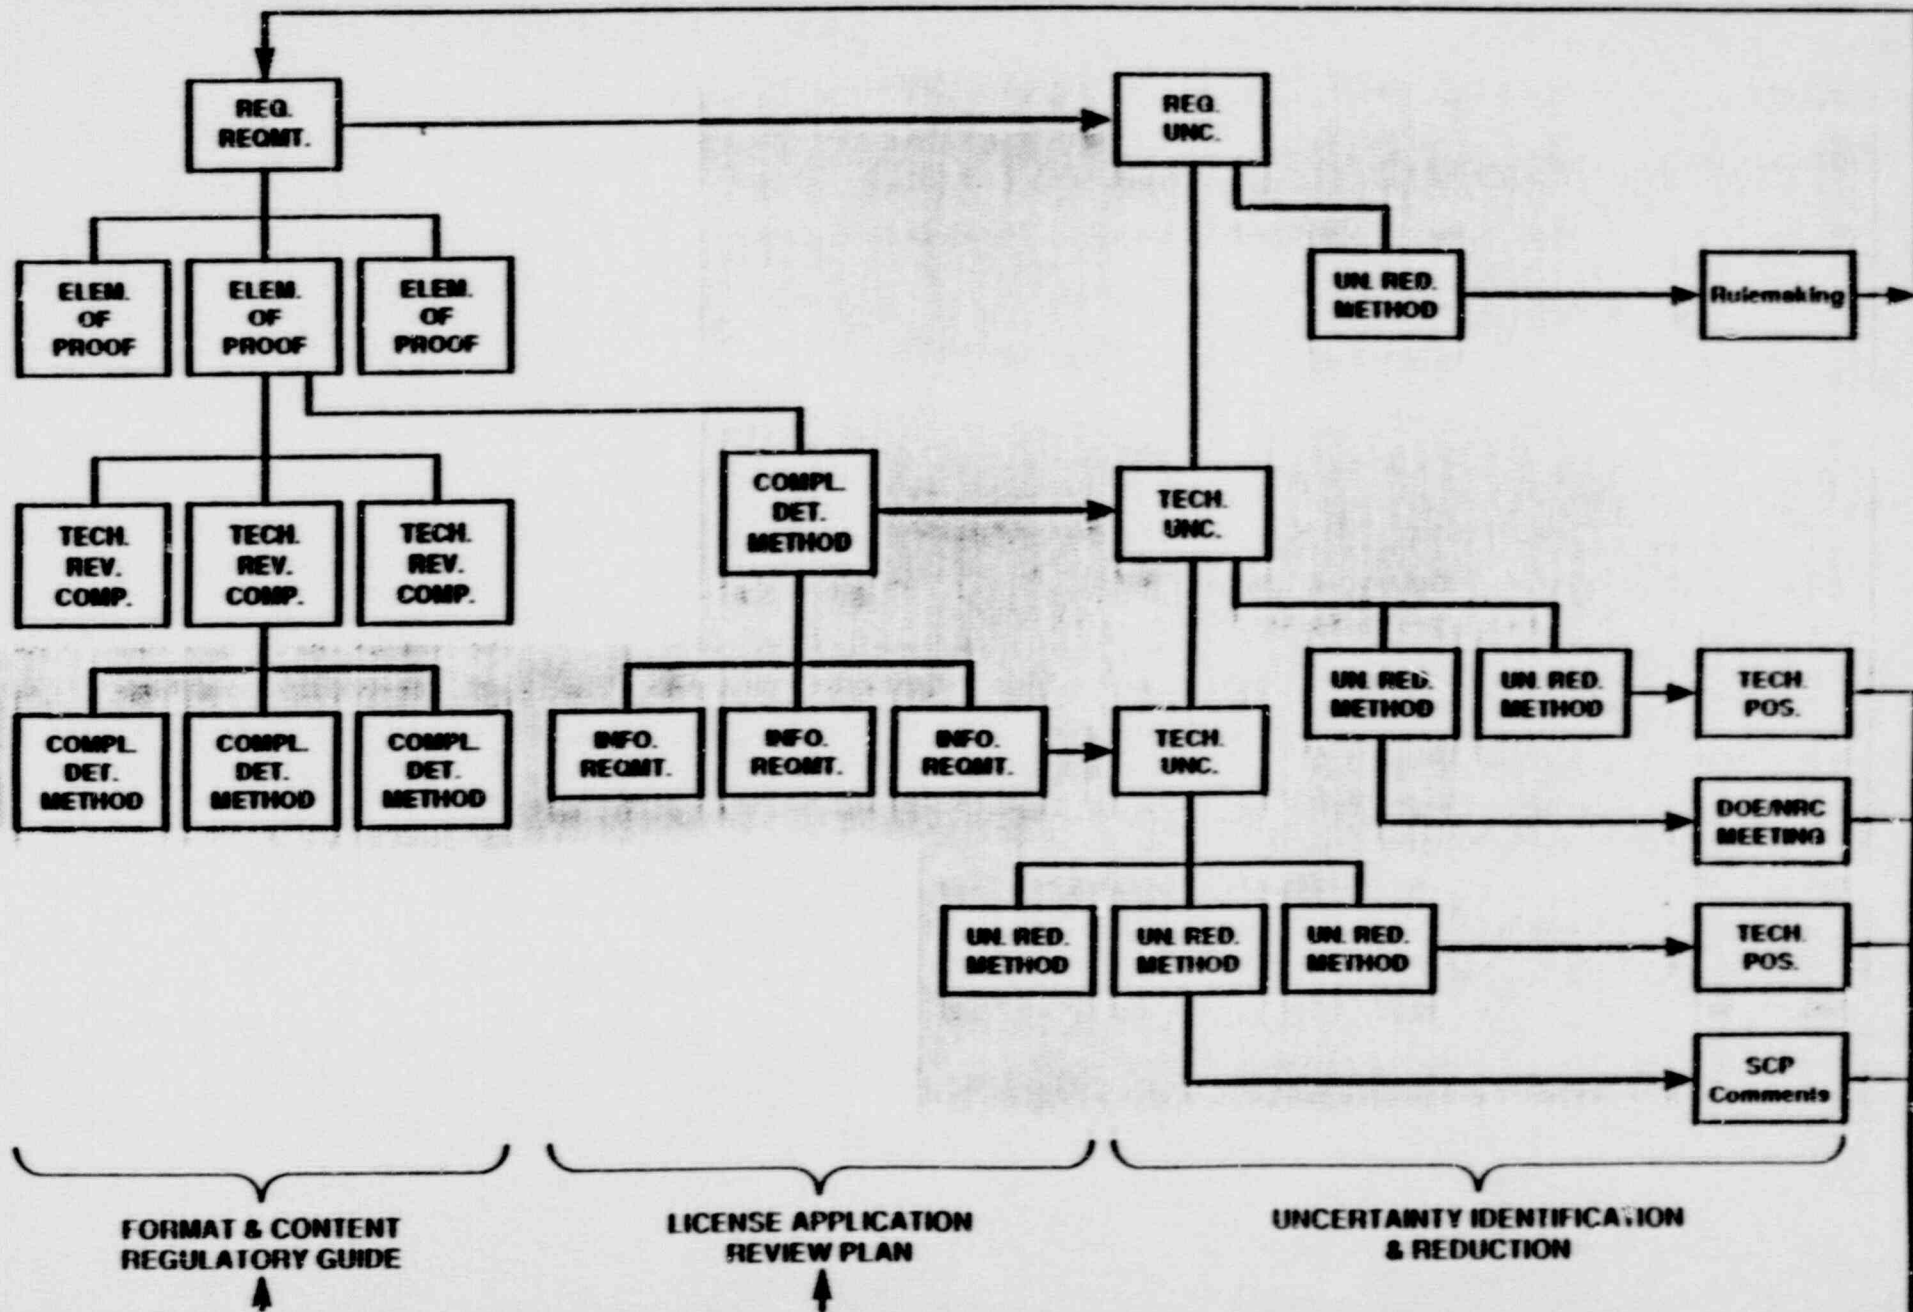 REG.
REQMT.
REG.
UNC.
ELEM.
OF
PROOF
ELEM.
OF
PROOF
ELEM.
OF
PROOF
UN. RED.
METHOD
Rulemaking
COMPL.
DET.
METHOD
TECH.
UNC.
TECH.
REV.
COMP.
TECH.
REV.
COMP.
TECH.
REV.
COMP.
UN. RED.
METHOD
UN. RED.
METHOD
TECH.
POS.
COMPL.
DET.
METHOD
COMPL.
DET.
METHOD
COMPL.
DET.
METHOD
INFO.
REQMT.
INFO.
REQMT.
INFO.
REQMT.
TECH.
UNC.
DOE/NRC
MEETING
UN. RED.
METHOD
UN. RED.
METHOD
UN. RED.
METHOD
TECH.
POS.
SCP
Comments
FORMAT & CONTENT
REGULATORY GUIDE
LICENSE APPLICATION
REVIEW PLAN
UNCERTAINTY IDENTIFICATION
& REDUCTION